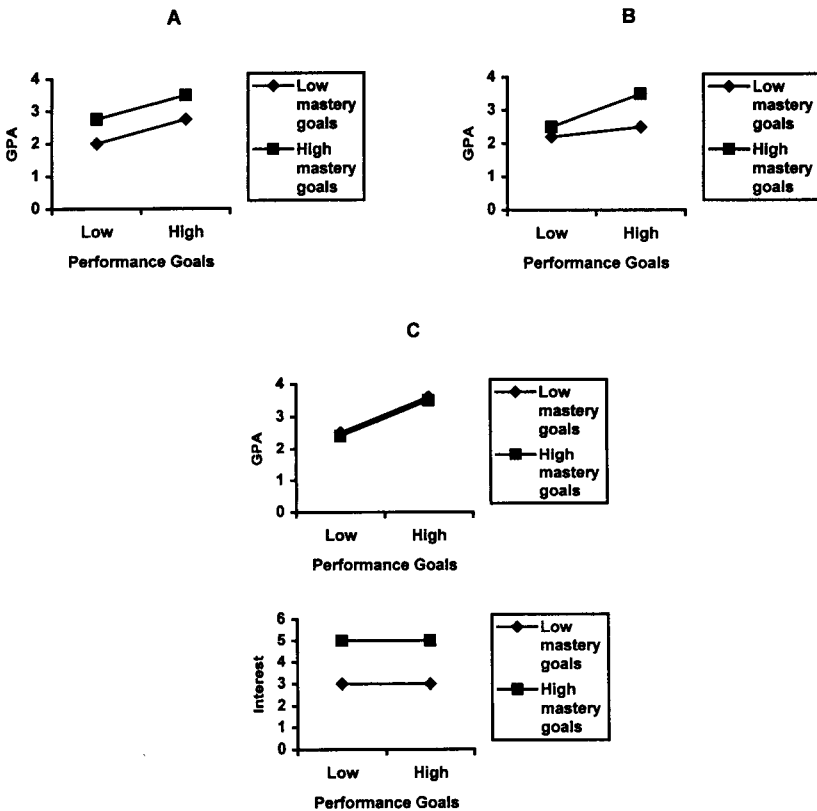 A
4
3
2
1
0
GPA
Low High
Performance Goals
Low
mastery
goals
High
mastery
goals
B
4
3
2
1
0
GPA
Low High
Performance Goals
Low
mastery
goals
High
mastery
goals
C
4
3
2
1
0
GPA
Low High
Performance Goals
Low
mastery
goals
High
mastery
goals
6
5
4
3
2
1
0
Interest
Low High
Performance Goals
Low
mastery
goals
High
mastery
goals